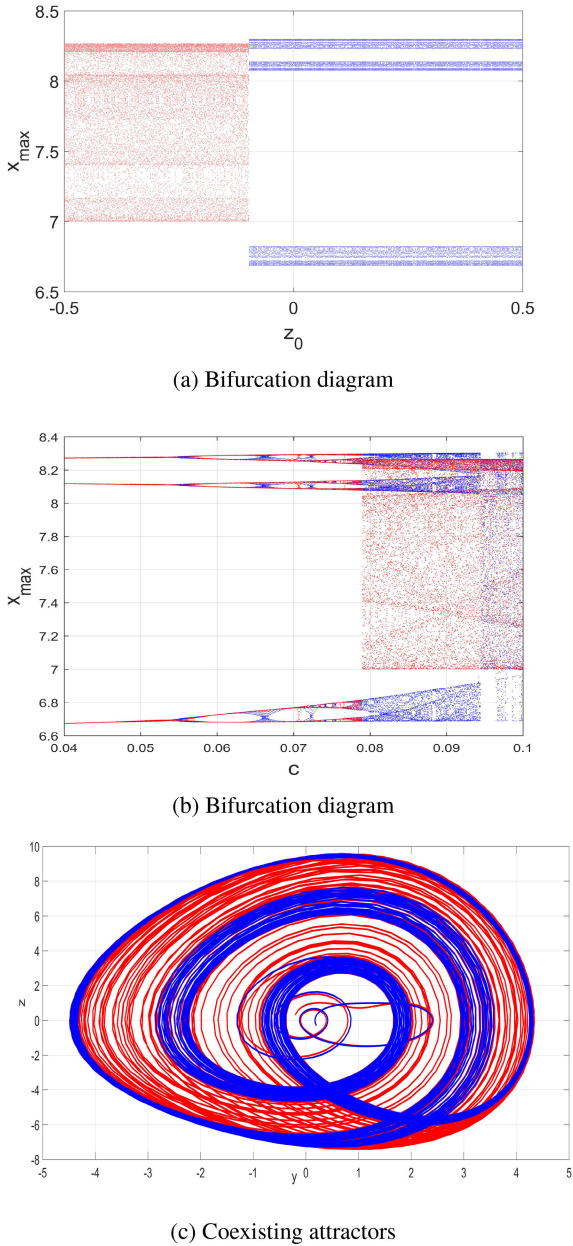 8.5
8
7.5
7
6.5
x_max
-0.5
0
0.5
z_0
(a) Bifurcation diagram
8.4
8.2
8
7.8
7.6
7.4
7.2
7
6.8
6.6
x_max
0.04 0.05 0.06 0.07 0.08 0.09 0.1
c
(b) Bifurcation diagram
10
8
6
4
2
0
-2
-4
-6
-8
z
-5 -4 -3 -2 -1 0 1 2 3 4 5
y
(c) Coexisting attractors